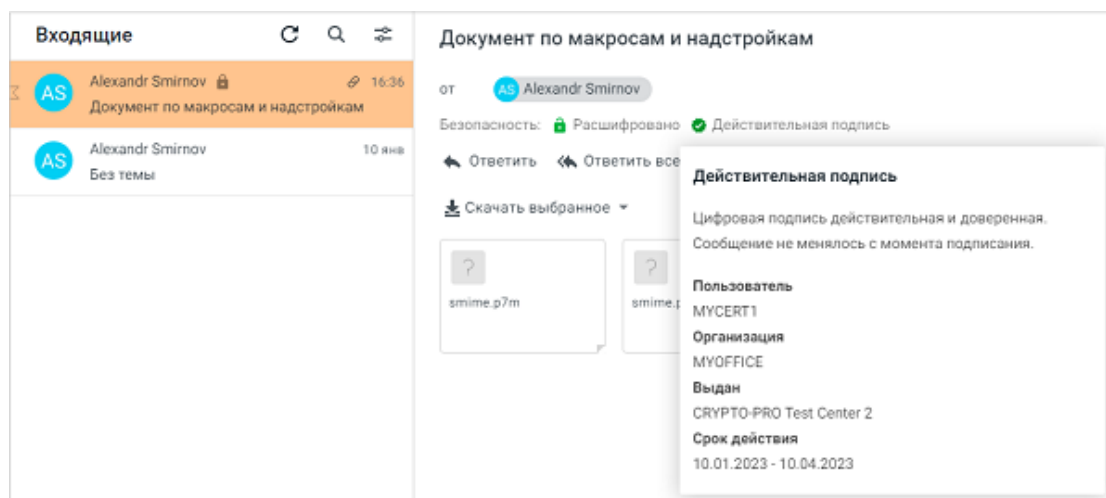 Входящие
AS
Alexandr Smirnov
16:36
Документ по макросам и надстройкам
AS
Alexandr Smirnov
10 янв
Без темы
Документ по макросам и надстройкам
от AS Alexandr Smirnov
Безопасность: Расшифровано Действительная подпись
Ответить Ответить все
Скачать выбранное
?
smime.p7m
?
smime.
Действительная подпись
Цифровая подпись действительная и доверенная.
Сообщение не менялось с момента подписания.
Пользователь
MYCERT1
Организация
MYOFFICE
Выдан
CRYPTO-PRO Test Center 2
Срок действия
10.01.2023 - 10.04.2023